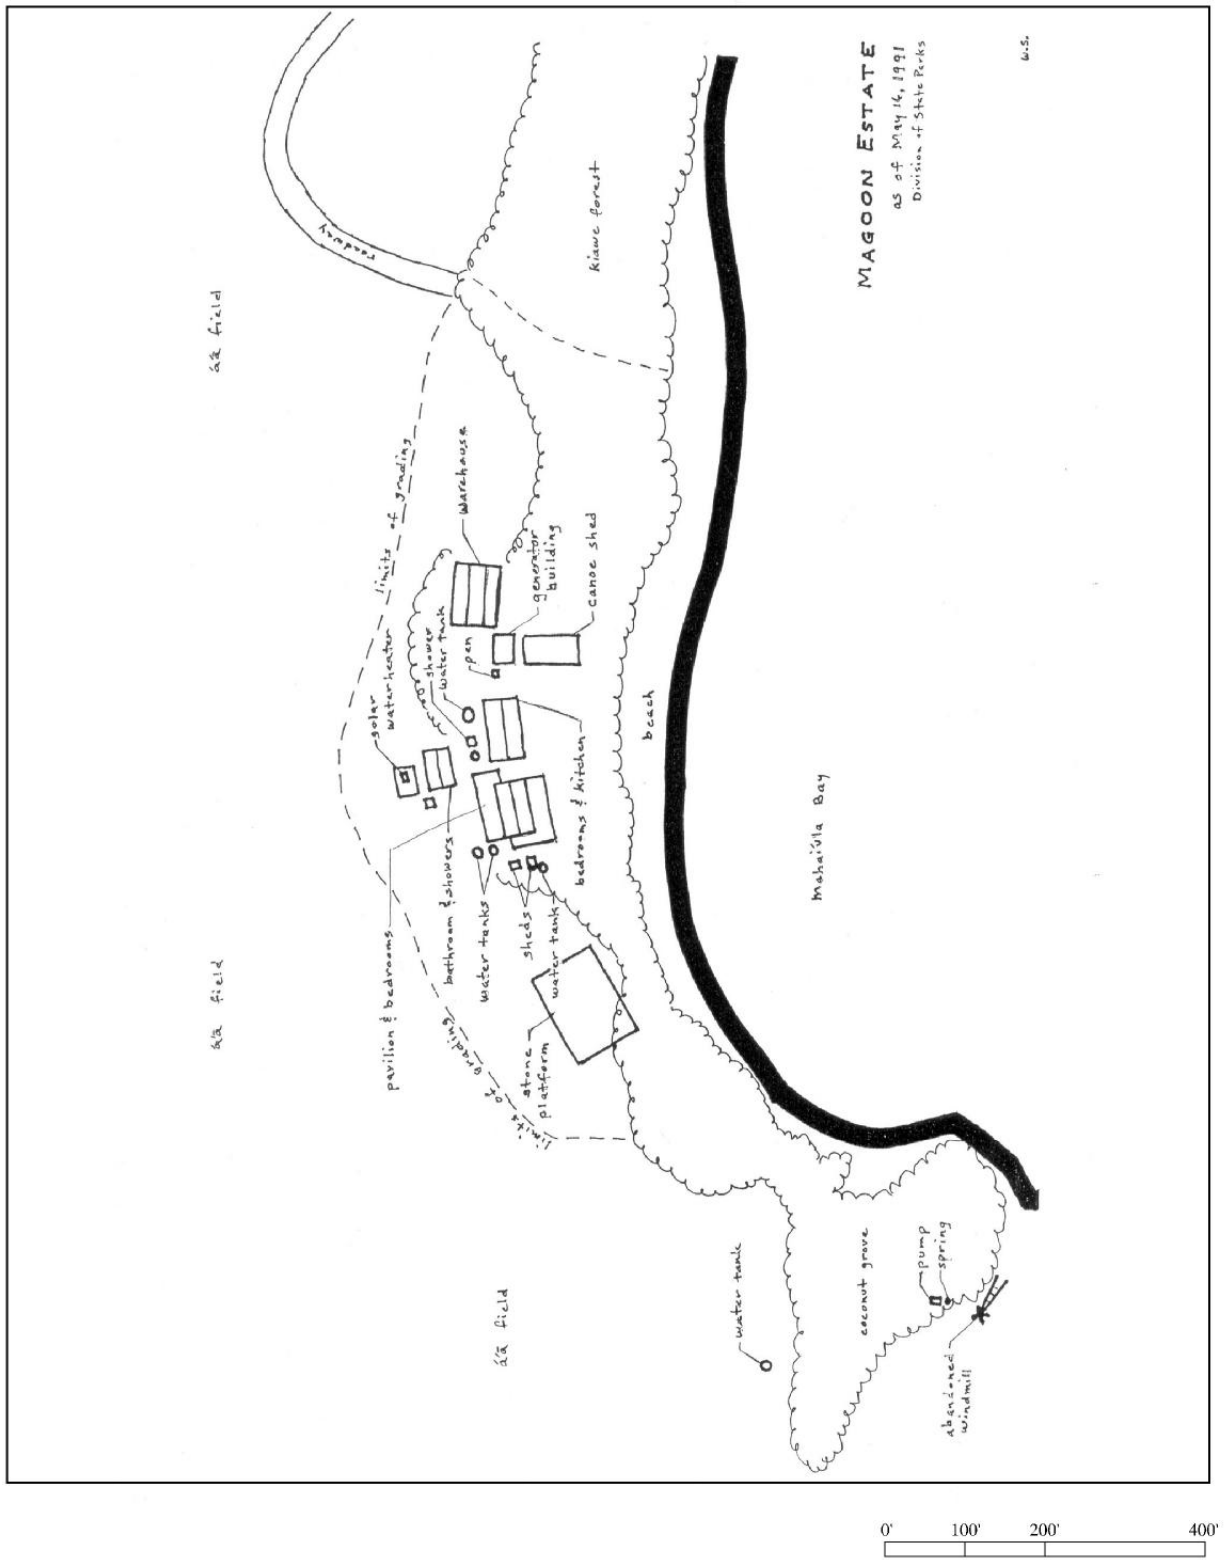 MAGOON ESTATE
as of May 16, 1991
Division of State Parks
W.S.
roadway
kiawe forest
áā field
limits of grading
warehouse
generator
building
canoe shed
pen
shower
water tank
solar
waterheater
beach
bedrooms & kitchen
Mahaiʻula Bay
bathroom & showers
pavilion & bedrooms
water tanks
sheds
water tank
áā field
limits of grading
stone
platform
áā field
water tank
coconut grove
pump
spring
abandoned
windmill
0' 100' 200' 400'